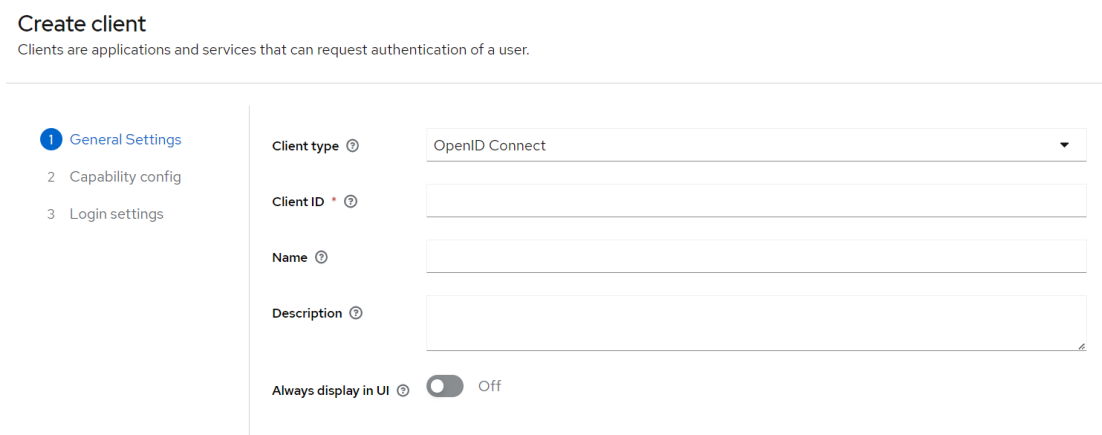 Create client
Clients are applications and services that can request authentication of a user.
1 General Settings
2 Capability config
3 Login settings
Client type ? OpenID Connect
Client ID * ?
Name ?
Description ?
Always display in UI ? Off